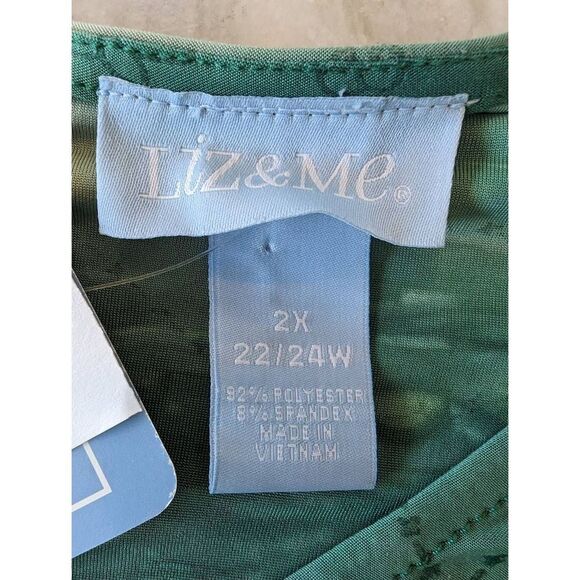 Liz&Me®
2X
22/24W
92% POLYESTER
8% SPANDEX
MADE IN
VIETNAM